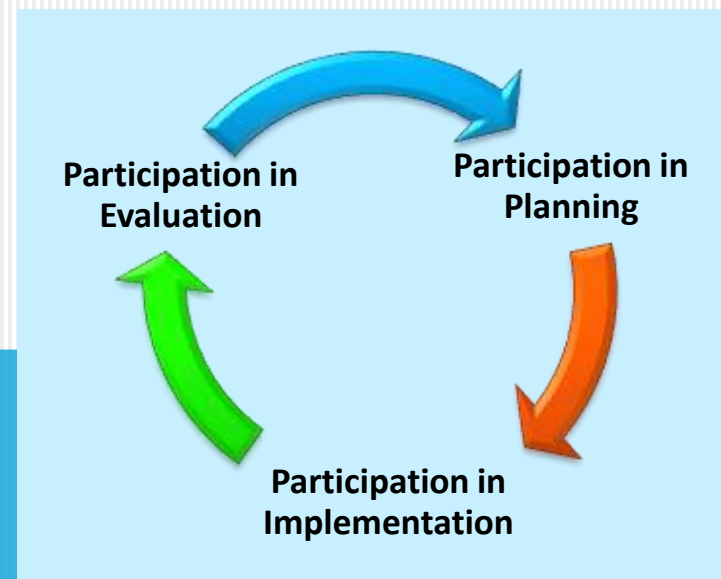 Participation in
Evaluation
Participation in
Planning
Participation in
Implementation